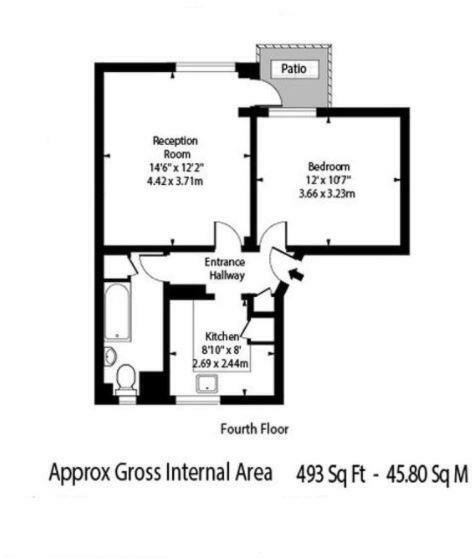 Patio
Reception
Room
14'6" x 12'2"
4.42 x 3.71m
Bedroom
12' x 10'7"
3.66 x 3.23m
Entrance
Hallway
Kitchen
8'10" x 8'
2.69 x 2.44m
Fourth Floor
Approx Gross Internal Area 493 Sq Ft - 45.80 Sq M